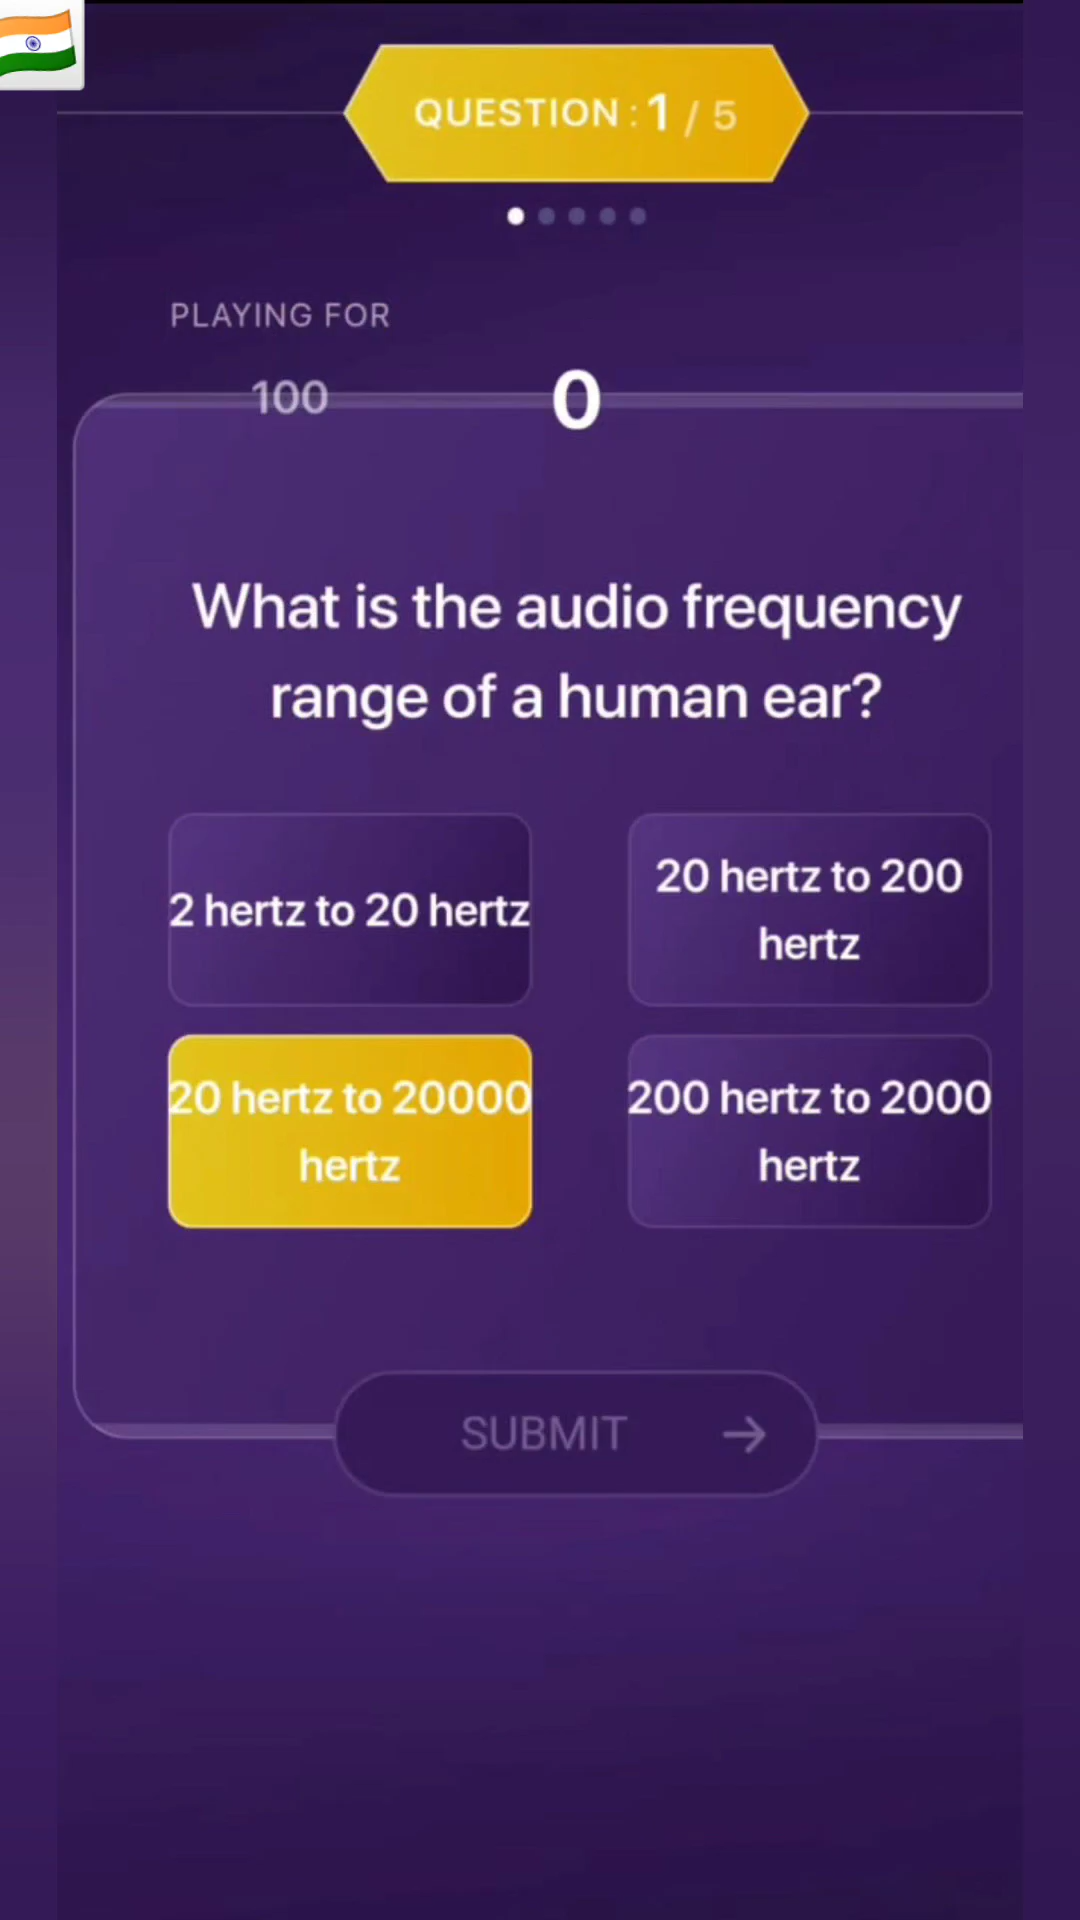 QUESTION : 1 / 5
PLAYING FOR
100
0
What is the audio frequency
range of a human ear?
2 hertz to 20 hertz
20 hertz to 200
hertz
20 hertz to 20000
hertz
200 hertz to 2000
hertz
SUBMIT →